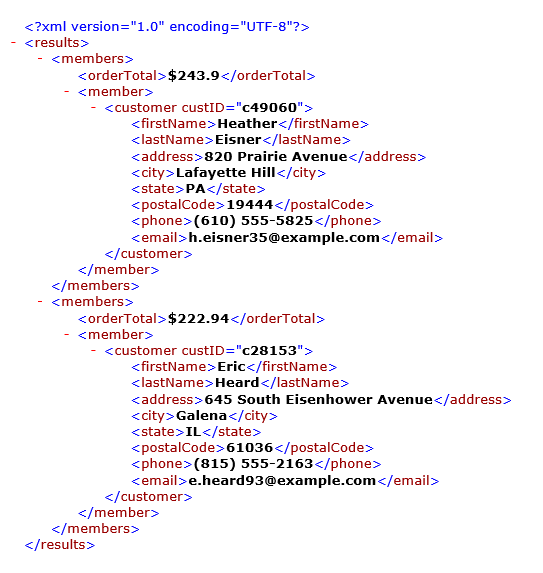 <?xml version="1.0" encoding="UTF-8"?>
- <results>
- <members>
<orderTotal>$243.9</orderTotal>
- <member>
- <customer custID="c49060">
<firstName>Heather</firstName>
<lastName>Eisner</lastName>
<address>820 Prairie Avenue</address>
<city>Lafayette Hill</city>
<state>PA</state>
<postalCode>19444</postalCode>
<phone>(610) 555-5825</phone>
<email>h.eisner35@example.com</email>
</customer>
</member>
</members>
- <members>
<orderTotal>$222.94</orderTotal>
- <member>
- <customer custID="c28153">
<firstName>Eric</firstName>
<lastName>Heard</lastName>
<address>645 South Eisenhower Avenue</address>
<city>Galena</city>
<state>IL</state>
<postalCode>61036</postalCode>
<phone>(815) 555-2163</phone>
<email>e.heard93@example.com</email>
</customer>
</member>
</members>
</results>